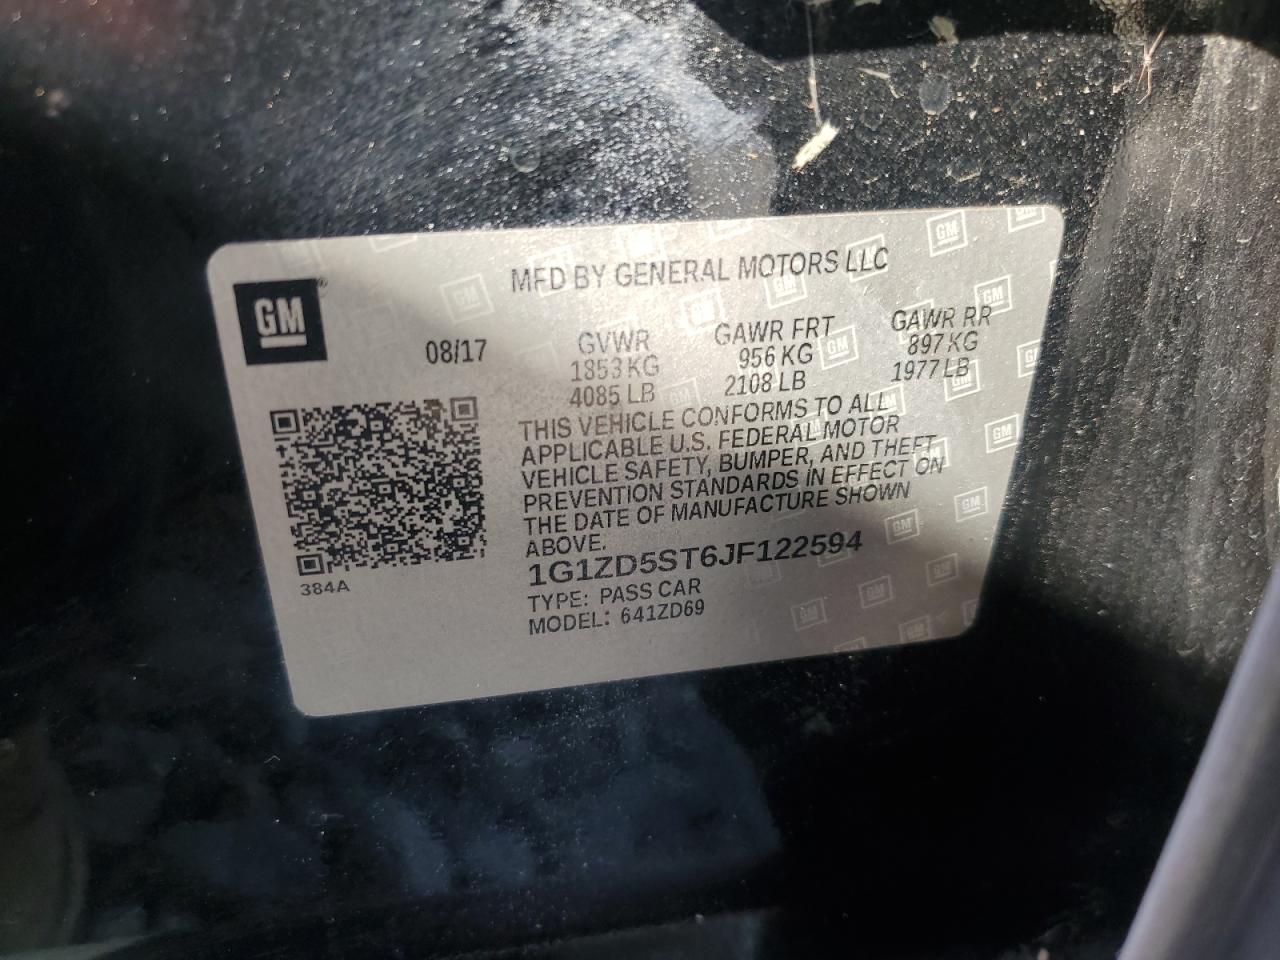 MFD BY GENERAL MOTORS LLC
GM
08/17
GVWR
1853 KG
4085 LB
GAWR FRT
956 KG
2108 LB
GAWR RR
897 KG
1977 LB
THIS VEHICLE CONFORMS TO ALL
APPLICABLE U.S. FEDERAL MOTOR
VEHICLE SAFETY, BUMPER, AND THEFT
PREVENTION STANDARDS IN EFFECT ON
THE DATE OF MANUFACTURE SHOWN
ABOVE.
1G1ZD5ST6JF122594
TYPE: PASS CAR
MODEL: 641ZD69
384A